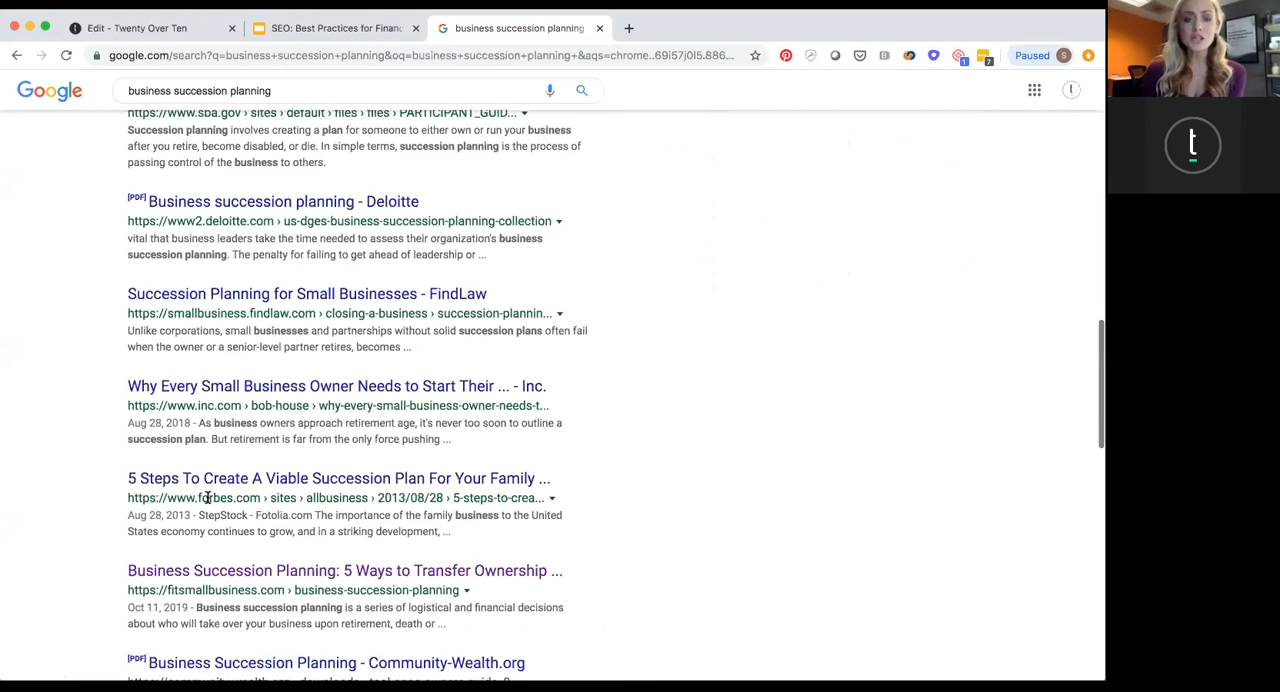 Edit - Twenty Over Ten
SEO: Best Practices for Financ
business succession planning
google.com/search?q=business+succession+planning&oq=business+succession+planning+&aqs=chrome..69i57j0l5.886...
1
7
Paused
S
Google
business succession planning
t
t
https://www.sba.gov › sites › default › files › files › PARTICIPANT_GUID...
Succession planning involves creating a plan for someone to either own or run your business
after you retire, become disabled, or die. In simple terms, succession planning is the process of
passing control of the business to others.
[PDF] Business succession planning - Deloitte
https://www2.deloitte.com › us-dges-business-succession-planning-collection
vital that business leaders take the time needed to assess their organization's business
succession planning. The penalty for failing to get ahead of leadership or ...
Succession Planning for Small Businesses - FindLaw
https://smallbusiness.findlaw.com › closing-a-business › succession-plannin...
Unlike corporations, small businesses and partnerships without solid succession plans often fail
when the owner or a senior-level partner retires, becomes ...
Why Every Small Business Owner Needs to Start Their ... - Inc.
https://www.inc.com › bob-house › why-every-small-business-owner-needs-t...
Aug 28, 2018 - As business owners approach retirement age, it's never too soon to outline a
succession plan. But retirement is far from the only force pushing ...
5 Steps To Create A Viable Succession Plan For Your Family ...
https://www.forbes.com › sites › allbusiness › 2013/08/28 › 5-steps-to-crea...
Aug 28, 2013 - StepStock - Fotolia.com The importance of the family business to the United
States economy continues to grow, and in a striking development, ...
Business Succession Planning: 5 Ways to Transfer Ownership ...
https://fitsmallbusiness.com › business-succession-planning
Oct 11, 2019 - Business succession planning is a series of logistical and financial decisions
about who will take over your business upon retirement, death or ...
[PDF] Business Succession Planning - Community-Wealth.org